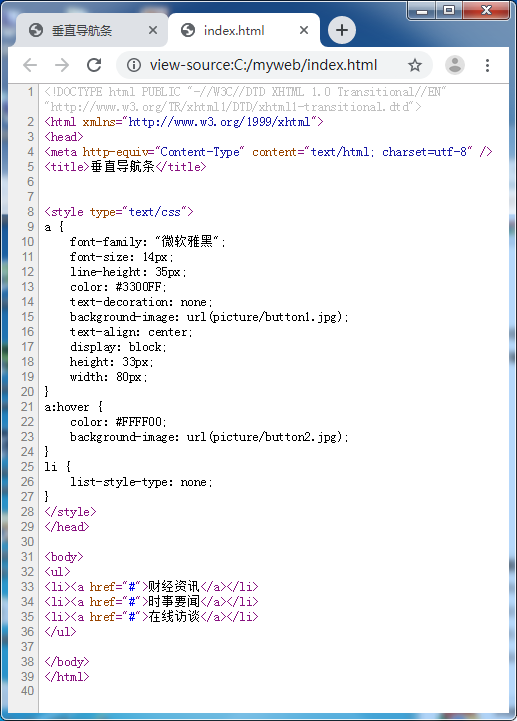 垂直导航条
index.html
view-source:C:/myweb/index.html
1 <!DOCTYPE html PUBLIC "-//W3C//DTD XHTML 1.0 Transitional//EN"
"http://www.w3.org/TR/xhtml1/DTD/xhtml1-transitional.dtd">
2 <html xmlns="http://www.w3.org/1999/xhtml">
3 <head>
4 <meta http-equiv="Content-Type" content="text/html; charset=utf-8" />
5 <title>垂直导航条</title>
6
7
8 <style type="text/css">
9 a {
10 font-family: "微软雅黑";
11 font-size: 14px;
12 line-height: 35px;
13 color: #3300FF;
14 text-decoration: none;
15 background-image: url(picture/button1.jpg);
16 text-align: center;
17 display: block;
18 height: 33px;
19 width: 80px;
20 }
21 a:hover {
22 color: #FFFF00;
23 background-image: url(picture/button2.jpg);
24 }
25 li {
26 list-style-type: none;
27 }
28 </style>
29 </head>
30
31 <body>
32 <ul>
33 <li><a href="#">财经资讯</a></li>
34 <li><a href="#">时事要闻</a></li>
35 <li><a href="#">在线访谈</a></li>
36 </ul>
37
38 </body>
39 </html>
40